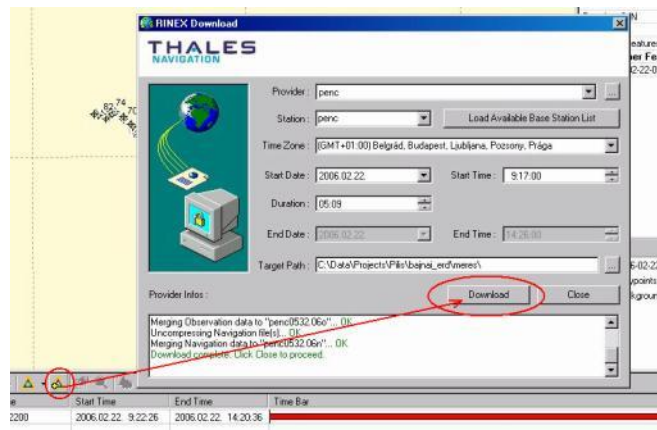 RINEX Download
THALES
NAVIGATION
Provider : penc
Station : penc Load Available Base Station List
Time Zone : (GMT+01:00) Belgrád, Budapest, Ljubljana, Pozsony, Prága
Start Date : 2006.02.22. Start Time : 9:17:00
Duration : 05:09
End Date : 2006.02.22. End Time : 14:26:00
Target Path : C:\Data\Projects\Pilis\bajnai_erd\meres\ ...
Provider Infos : Download Close
Merging Observation data to "penc0532.06o"... OK
Uncompressing Navigation file(s)... OK
Merging Navigation data to "penc0532.06n"... OK
Download complete. Click Close to proceed.
82 74
Start Time End Time Time Bar
2200 2006.02.22. 9:22:26 2006.02.22. 14:20:36